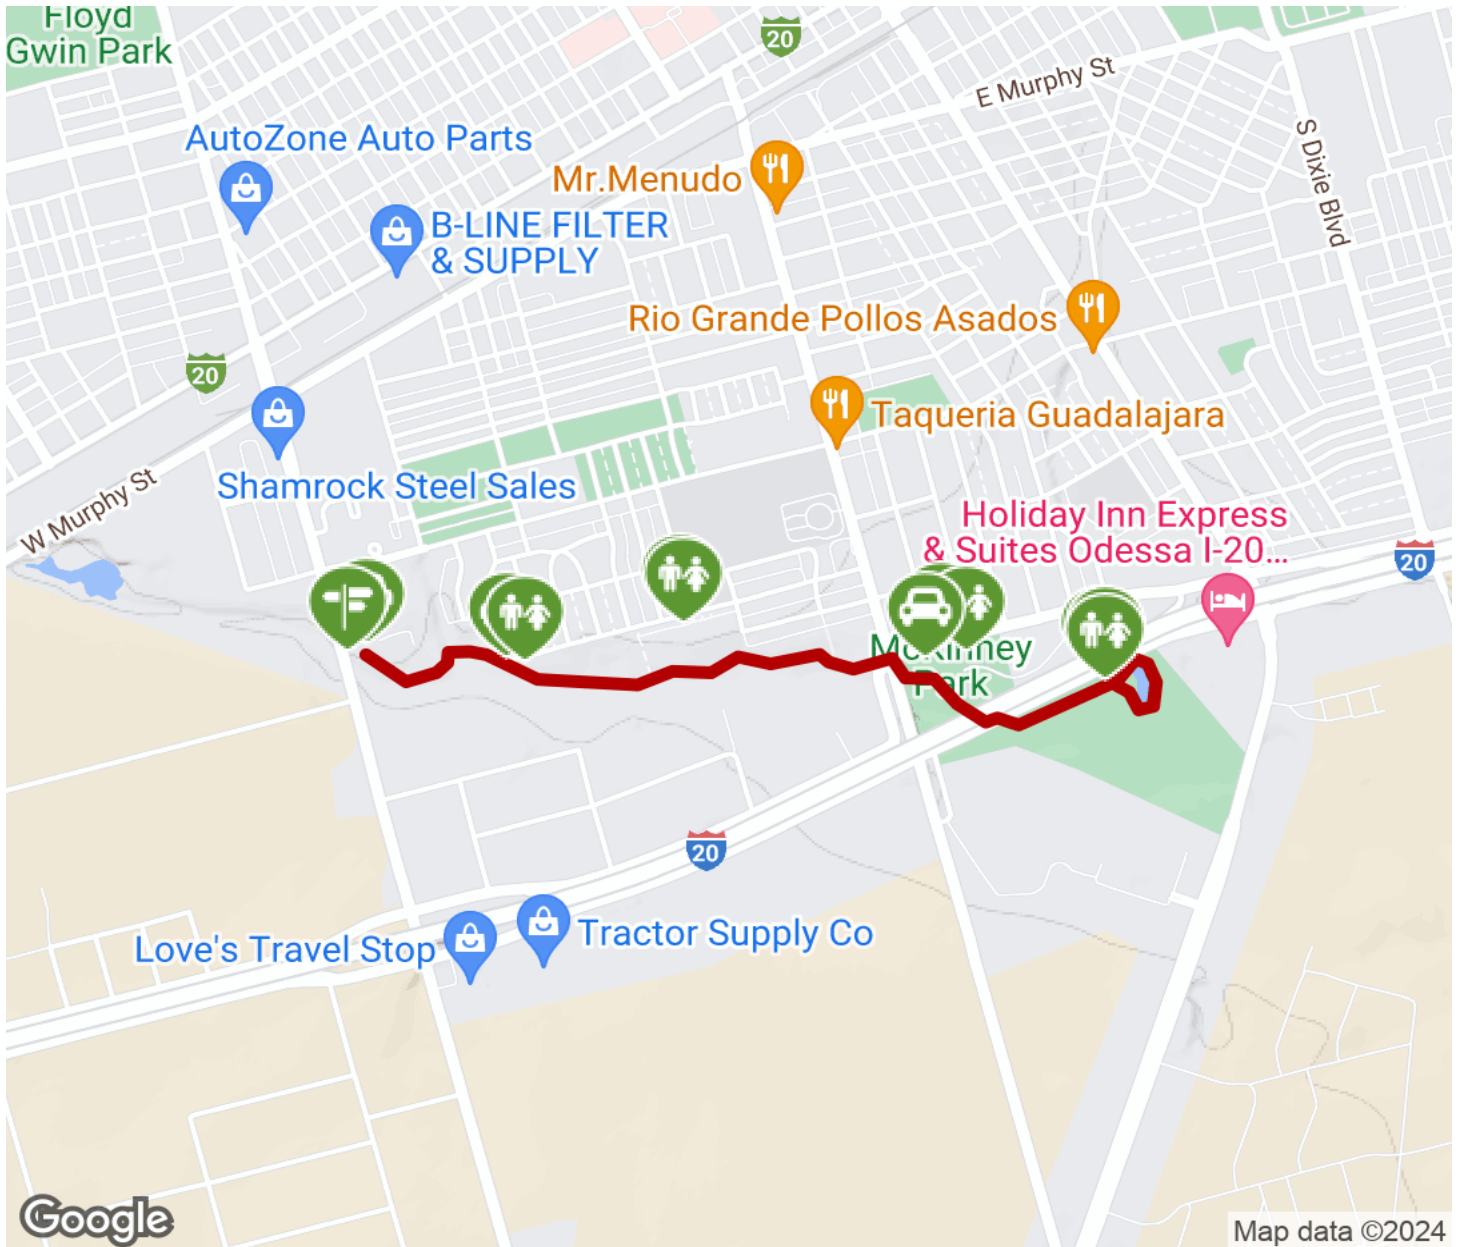 Floyd
Gwin Park
20
E Murphy St
S Dixie Blvd
AutoZone Auto Parts
Mr.Menudo
B-LINE FILTER
& SUPPLY
Rio Grande Pollos Asados
20
Taqueria Guadalajara
Shamrock Steel Sales
W Murphy St
Holiday Inn Express
& Suites Odessa I-20...
20
McKinney
Park
20
Love's Travel Stop
Tractor Supply Co
Google
Map data ©2024